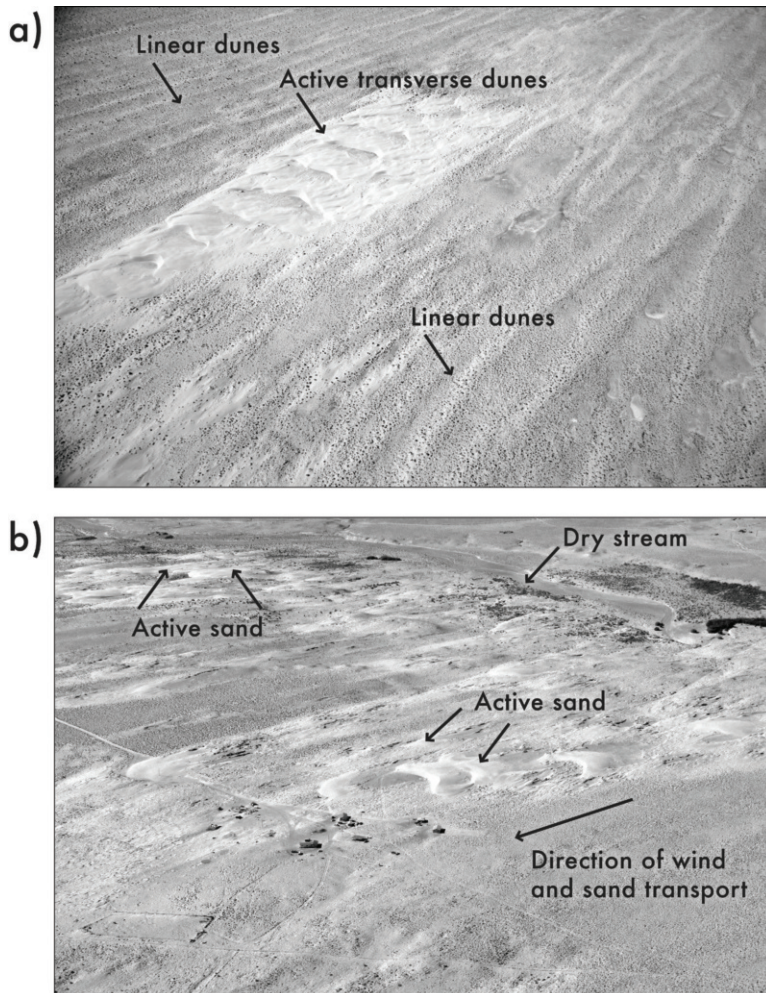 a)
Linear dunes
Active transverse dunes
Linear dunes
b)
Dry stream
Active sand
Active sand
Direction of wind
and sand transport